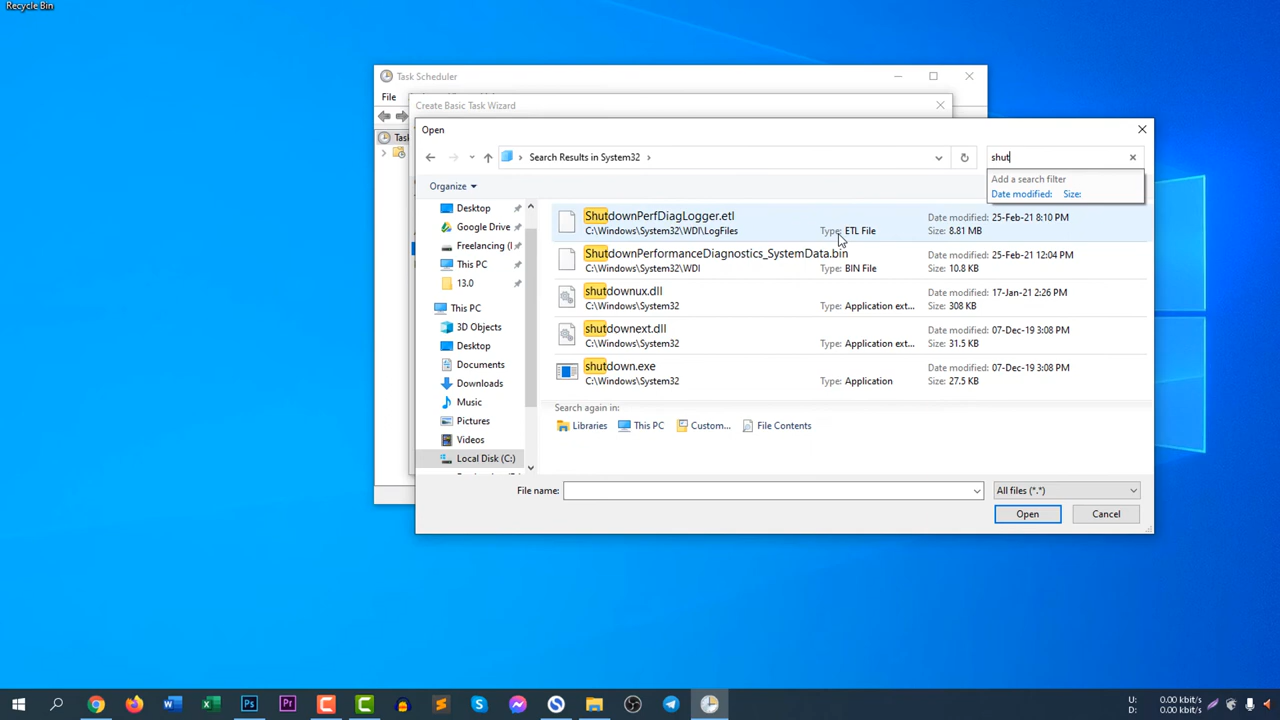 Recycle Bin
Task Scheduler
File
Create Basic Task Wizard
Open
Search Results in System32
shut
Add a search filter
Date modified: Size:
Organize
Desktop
Google Drive
Freelancing (
This PC
13.0
This PC
3D Objects
Desktop
Documents
Downloads
Music
Pictures
Videos
Local Disk (C:)
ShutdownPerfDiagLogger.etl
C:\Windows\System32\WDI\LogFiles
Type: ETL File
Date modified: 25-Feb-21 8:10 PM
Size: 8.81 MB
ShutdownPerformanceDiagnostics_SystemData.bin
C:\Windows\System32\WDI
Type: BIN File
Date modified: 25-Feb-21 12:04 PM
Size: 10.8 KB
shutdownux.dll
C:\Windows\System32
Type: Application ext...
Date modified: 17-Jan-21 2:26 PM
Size: 308 KB
shutdownext.dll
C:\Windows\System32
Type: Application ext...
Date modified: 07-Dec-19 3:08 PM
Size: 31.5 KB
shutdown.exe
C:\Windows\System32
Type: Application
Date modified: 07-Dec-19 3:08 PM
Size: 27.5 KB
Search again in:
Libraries This PC Custom... File Contents
File name:
All files (*.*)
Open Cancel
U: 0.00 kbit/s
D: 0.00 kbit/s